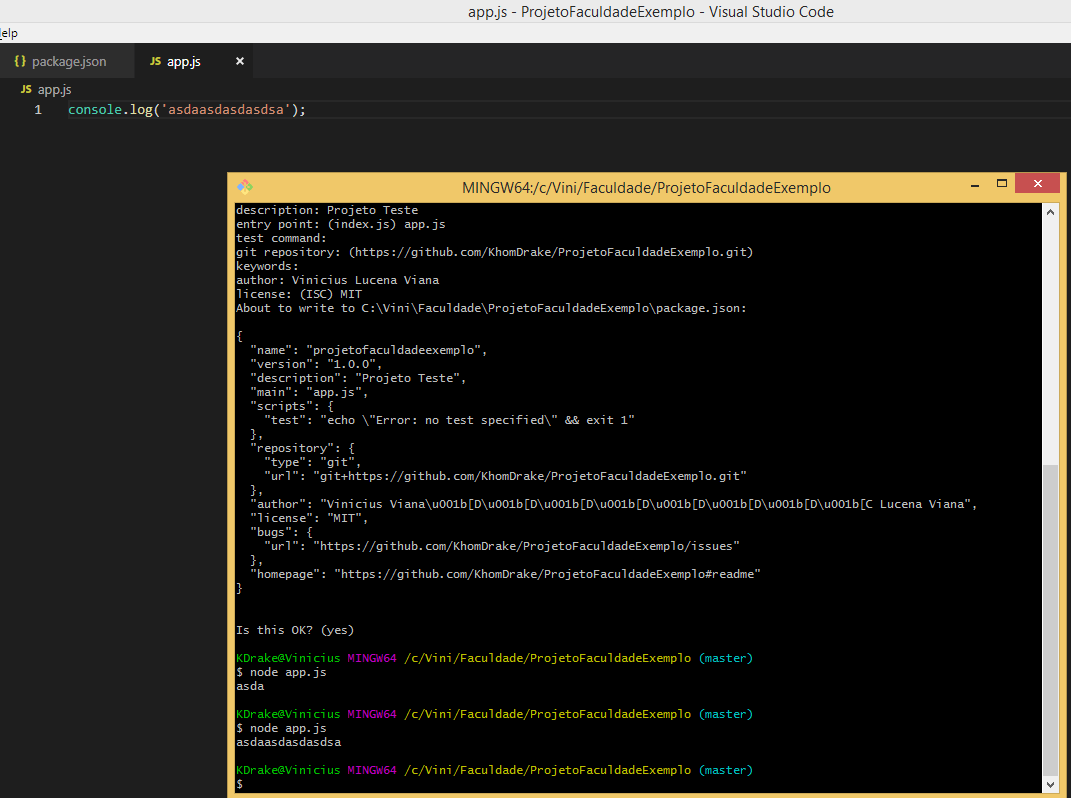 app.js - ProjetoFaculdadeExemplo - Visual Studio Code
elp
{} package.json JS app.js ×
JS app.js
1 console.log('asdaasdasdasdsa');
MINGW64:/c/Vini/Faculdade/ProjetoFaculdadeExemplo
description: Projeto Teste
entry point: (index.js) app.js
test command:
git repository: (https://github.com/KhomDrake/ProjetoFaculdadeExemplo.git)
keywords:
author: Vinicius Lucena Viana
license: (ISC) MIT
About to write to C:\Vini\Faculdade\ProjetoFaculdadeExemplo\package.json:
{
  "name": "projetofaculdadeexemplo",
  "version": "1.0.0",
  "description": "Projeto Teste",
  "main": "app.js",
  "scripts": {
    "test": "echo \"Error: no test specified\" && exit 1"
  },
  "repository": {
    "type": "git",
    "url": "git+https://github.com/KhomDrake/ProjetoFaculdadeExemplo.git"
  },
  "author": "Vinicius Viana\u001b[D\u001b[D\u001b[D\u001b[D\u001b[D\u001b[D\u001b[C Lucena Viana",
  "license": "MIT",
  "bugs": {
    "url": "https://github.com/KhomDrake/ProjetoFaculdadeExemplo/issues"
  },
  "homepage": "https://github.com/KhomDrake/ProjetoFaculdadeExemplo#readme"
}
Is this OK? (yes)
KDrake@Vinicius MINGW64 /c/Vini/Faculdade/ProjetoFaculdadeExemplo (master)
$ node app.js
asda
KDrake@Vinicius MINGW64 /c/Vini/Faculdade/ProjetoFaculdadeExemplo (master)
$ node app.js
asdaasdasdasdsa
KDrake@Vinicius MINGW64 /c/Vini/Faculdade/ProjetoFaculdadeExemplo (master)
$